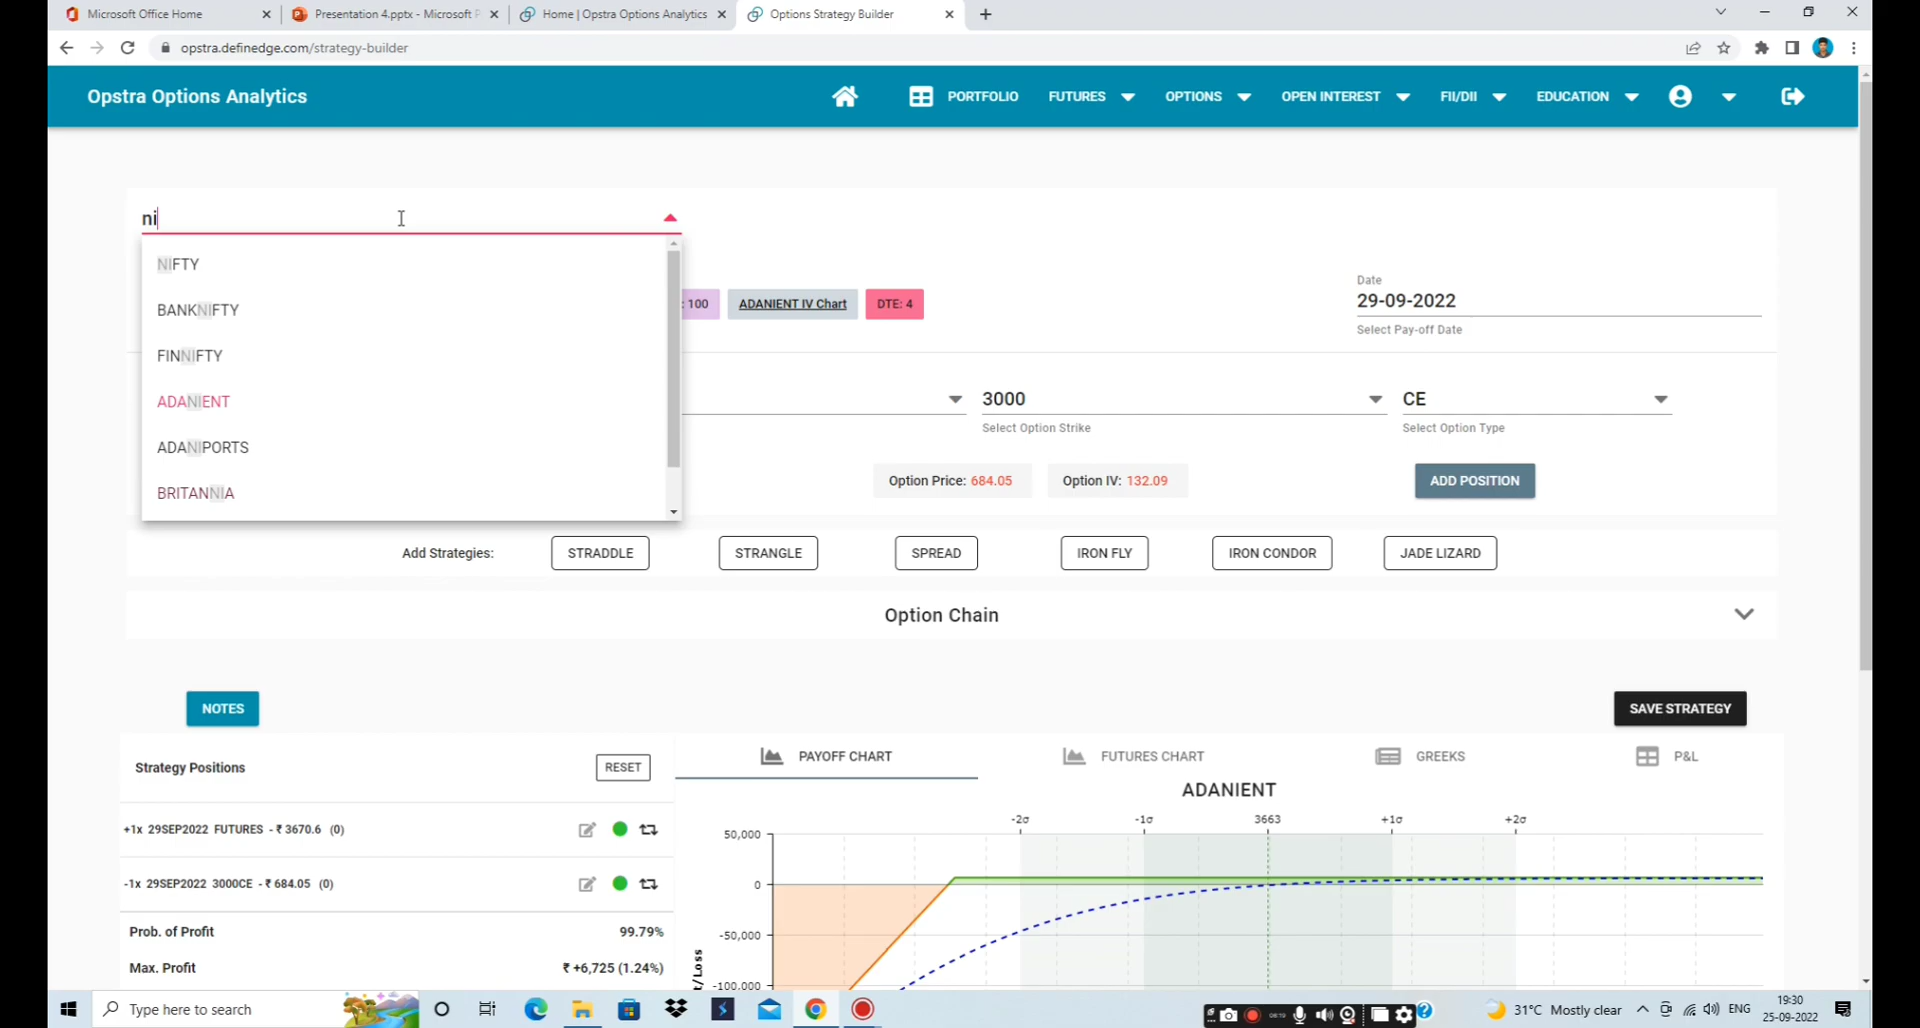 Microsoft Office Home
Presentation 4.pptx - Microsoft P
Home | Opstra Options Analytics
Options Strategy Builder
opstra.definedge.com/strategy-builder
Opstra Options Analytics
PORTFOLIO
FUTURES
OPTIONS
OPEN INTEREST
FII/DII
EDUCATION
ni
NIFTY
BANKNIFTY
FINNIFTY
ADANIENT
ADANIPORTS
BRITANNIA
: 100
ADANIENT IV Chart
DTE: 4
Date
29-09-2022
Select Pay-off Date
3000
Select Option Strike
CE
Select Option Type
Option Price: 684.05
Option IV: 132.09
ADD POSITION
Add Strategies:
STRADDLE
STRANGLE
SPREAD
IRON FLY
IRON CONDOR
JADE LIZARD
Option Chain
NOTES
SAVE STRATEGY
Strategy Positions
RESET
PAYOFF CHART
FUTURES CHART
GREEKS
P&L
+1x 29SEP2022 FUTURES - ₹ 3670.6 (0)
-1x 29SEP2022 3000CE - ₹ 684.05 (0)
Prob. of Profit 99.79%
Max. Profit ₹ +6,725 (1.24%)
ADANIENT
-2σ -1σ 3663 +1σ +2σ
50,000
0
-50,000
-100,000
t/Loss
Type here to search
31°C Mostly clear
ENG
19:30
25-09-2022